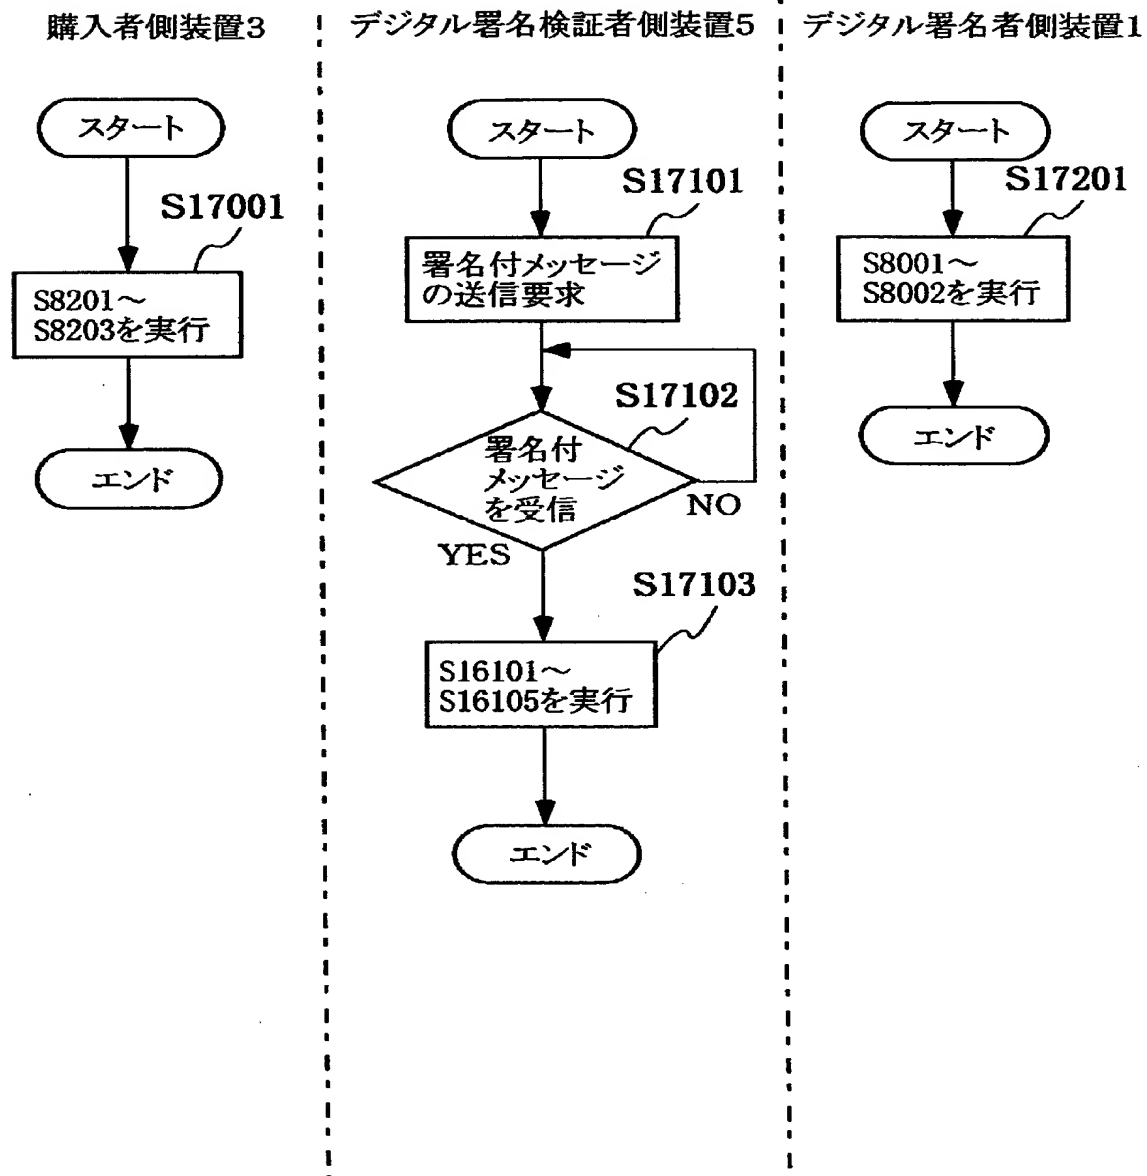 購入者側装置3
デジタル署名検証者側装置5
デジタル署名者側装置1
スタート
S17001
S8201～
S8203を実行
エンド
スタート
S17101
署名付メッセージ
の送信要求
S17102
署名付
メッセージ
を受信
NO
YES
S17103
S16101～
S16105を実行
エンド
スタート
S17201
S8001～
S8002を実行
エンド